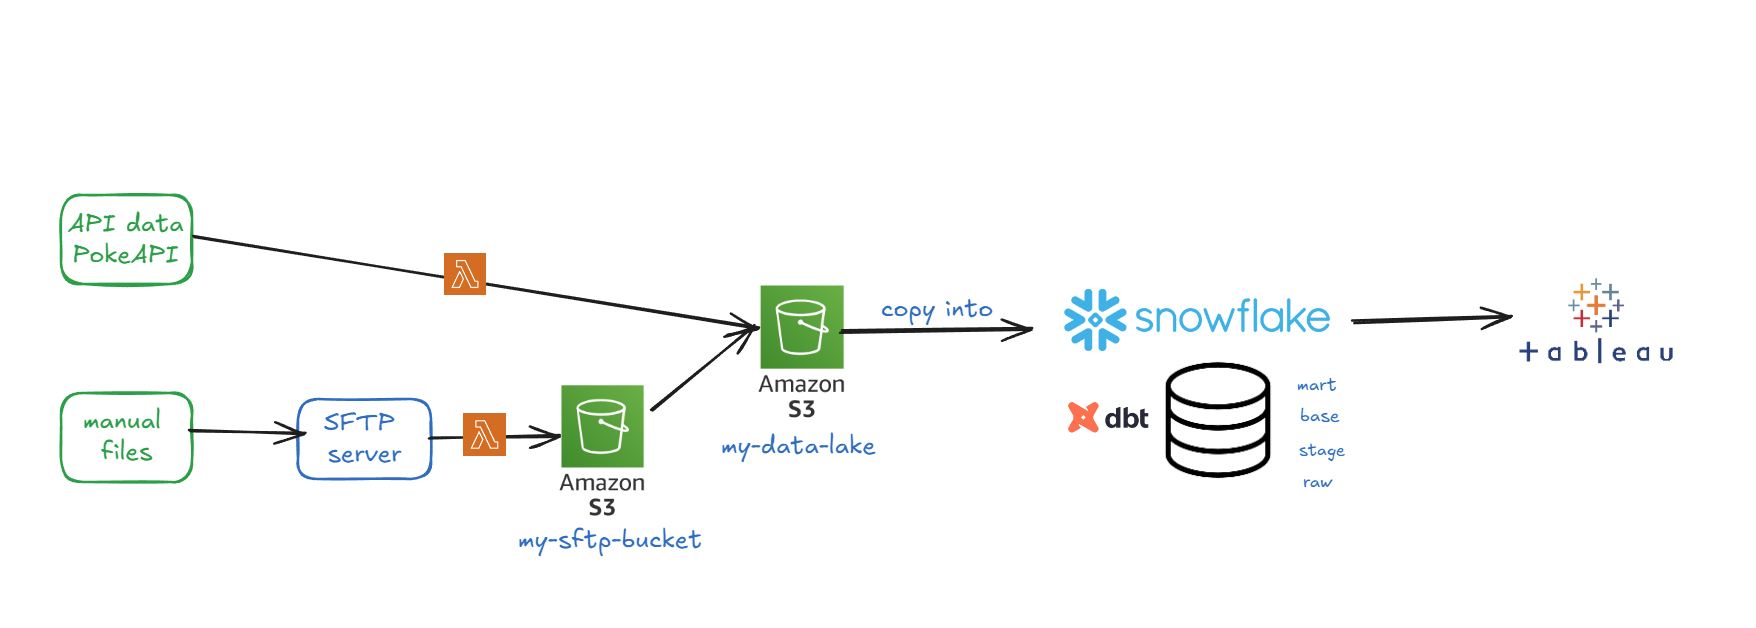 API data
PokeAPI
manual
files
SFTP
server
Amazon
S3
my-sftp-bucket
Amazon
S3
my-data-lake
copy into
snowflake
dbt
mart
base
stage
raw
+ableau